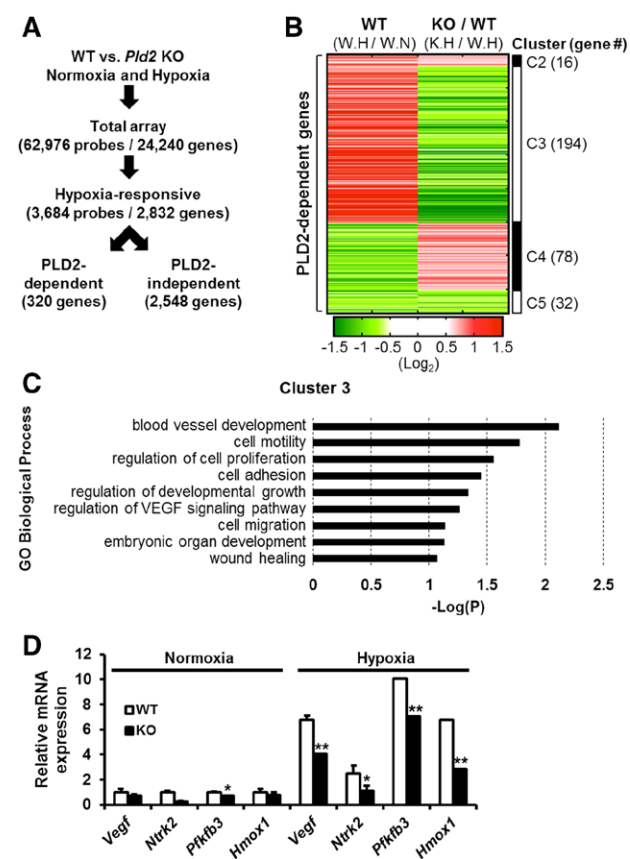 A
WT vs. Pld2 KO
Normoxia and Hypoxia
Total array
(62,976 probes / 24,240 genes)
Hypoxia-responsive
(3,684 probes / 2,832 genes)
PLD2-
dependent
(320 genes)
PLD2-
independent
(2,548 genes)
B
WT
(W.H / W.N)
KO / WT
(K.H / W.H)
Cluster (gene #)
PLD2-dependent genes
C2 (16)
C3 (194)
C4 (78)
C5 (32)
-1.5 -1 -0.5 0 0.5 1 1.5
(Log2)
C
Cluster 3
GO Biological Process
blood vessel development
cell motility
regulation of cell proliferation
cell adhesion
regulation of developmental growth
regulation of VEGF signaling pathway
cell migration
embryonic organ development
wound healing
0 0.5 1 1.5 2 2.5
-Log(P)
D
Relative mRNA
expression
12
10
8
6
4
2
0
Normoxia
Hypoxia
WT
KO
*
**
*
**
**
Vegf Ntrk2 Pfkfb3 Hmox1 Vegf Ntrk2 Pfkfb3 Hmox1